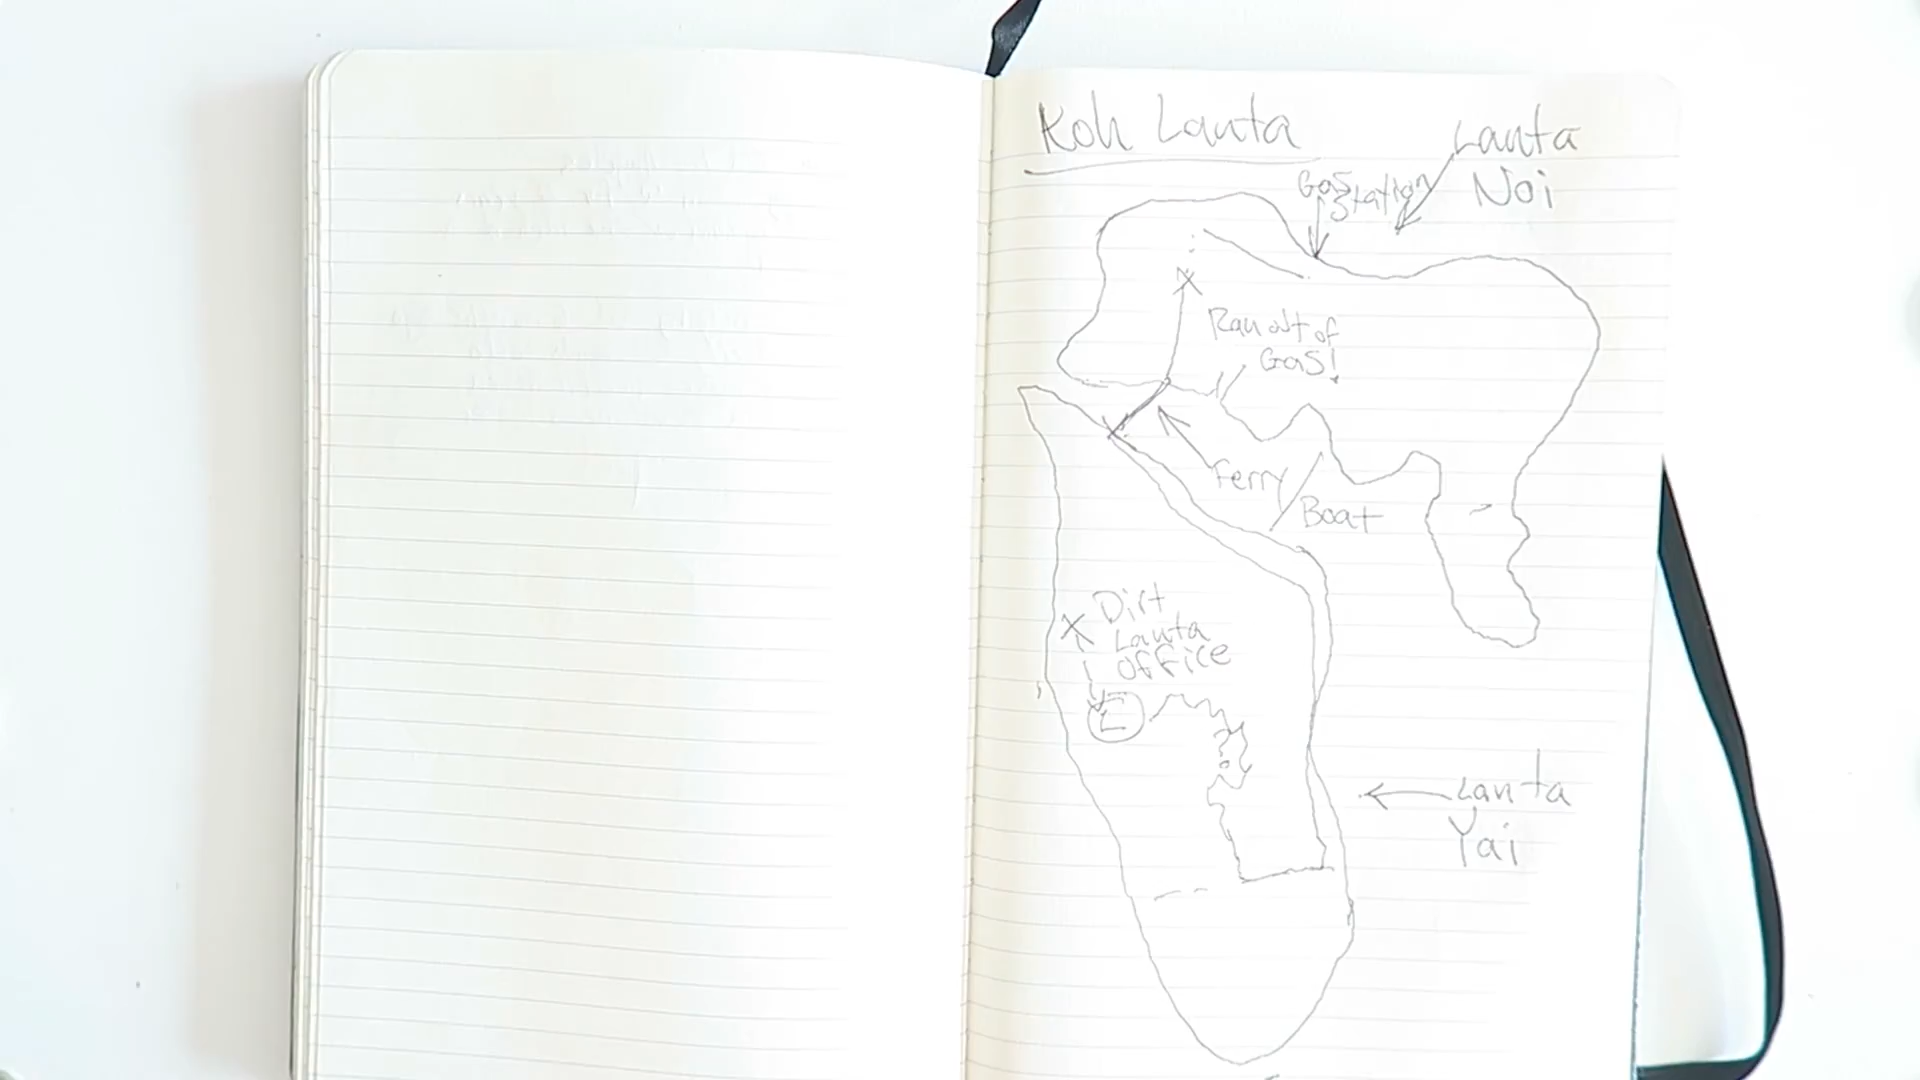 Koh Lanta
Lanta
Noi
Gas
Station
Ran out of
Gas!
Ferry
Boat
Dirt
Lanta
Office
E
Lanta
Yai